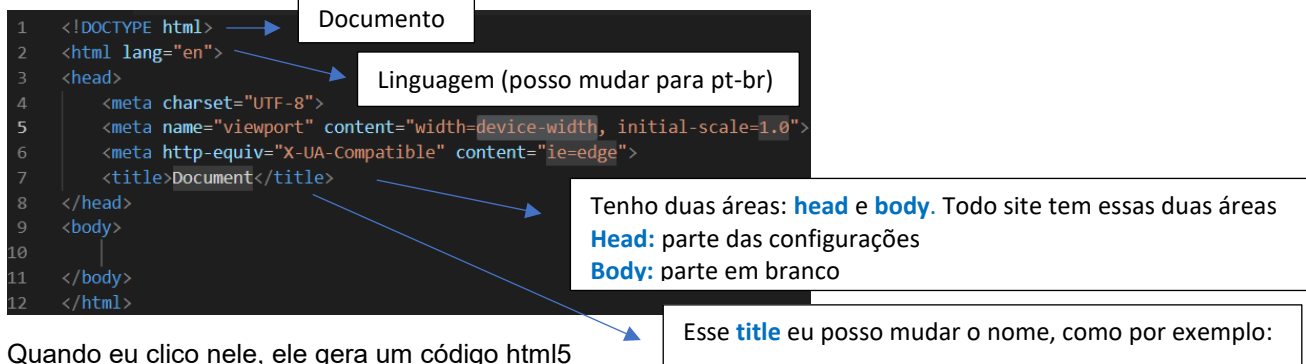 Documento
1 <!DOCTYPE html>
2 <html lang="en">
Linguagem (posso mudar para pt-br)
3 <head>
4 <meta charset="UTF-8">
5 <meta name="viewport" content="width=device-width, initial-scale=1.0">
6 <meta http-equiv="X-UA-Compatible" content="ie=edge">
7 <title>Document</title>
8 </head>
9 <body>
10
11 </body>
12 </html>
Tenho duas áreas: head e body. Todo site tem essas duas áreas
Head: parte das configurações
Body: parte em branco
Esse title eu posso mudar o nome, como por exemplo:
Quando eu clico nele, ele gera um código html5